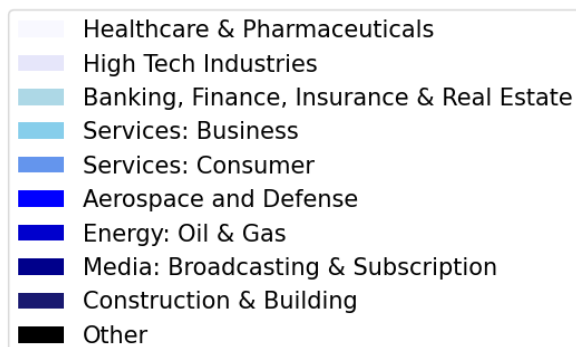 Healthcare & Pharmaceuticals
High Tech Industries
Banking, Finance, Insurance & Real Estate
Services: Business
Services: Consumer
Aerospace and Defense
Energy: Oil & Gas
Media: Broadcasting & Subscription
Construction & Building
Other